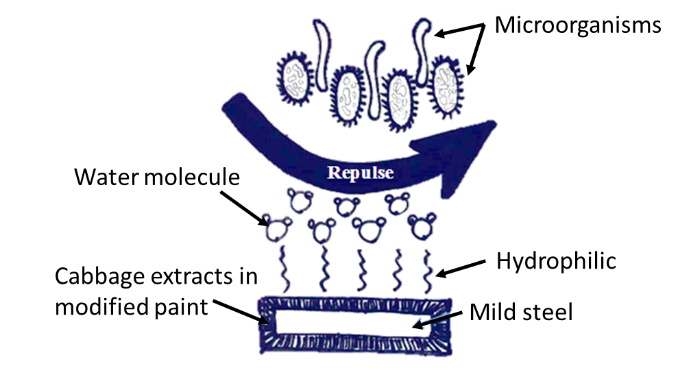 Microorganisms
Repulse
Water molecule
Hydrophilic
Cabbage extracts in
modified paint
Mild steel